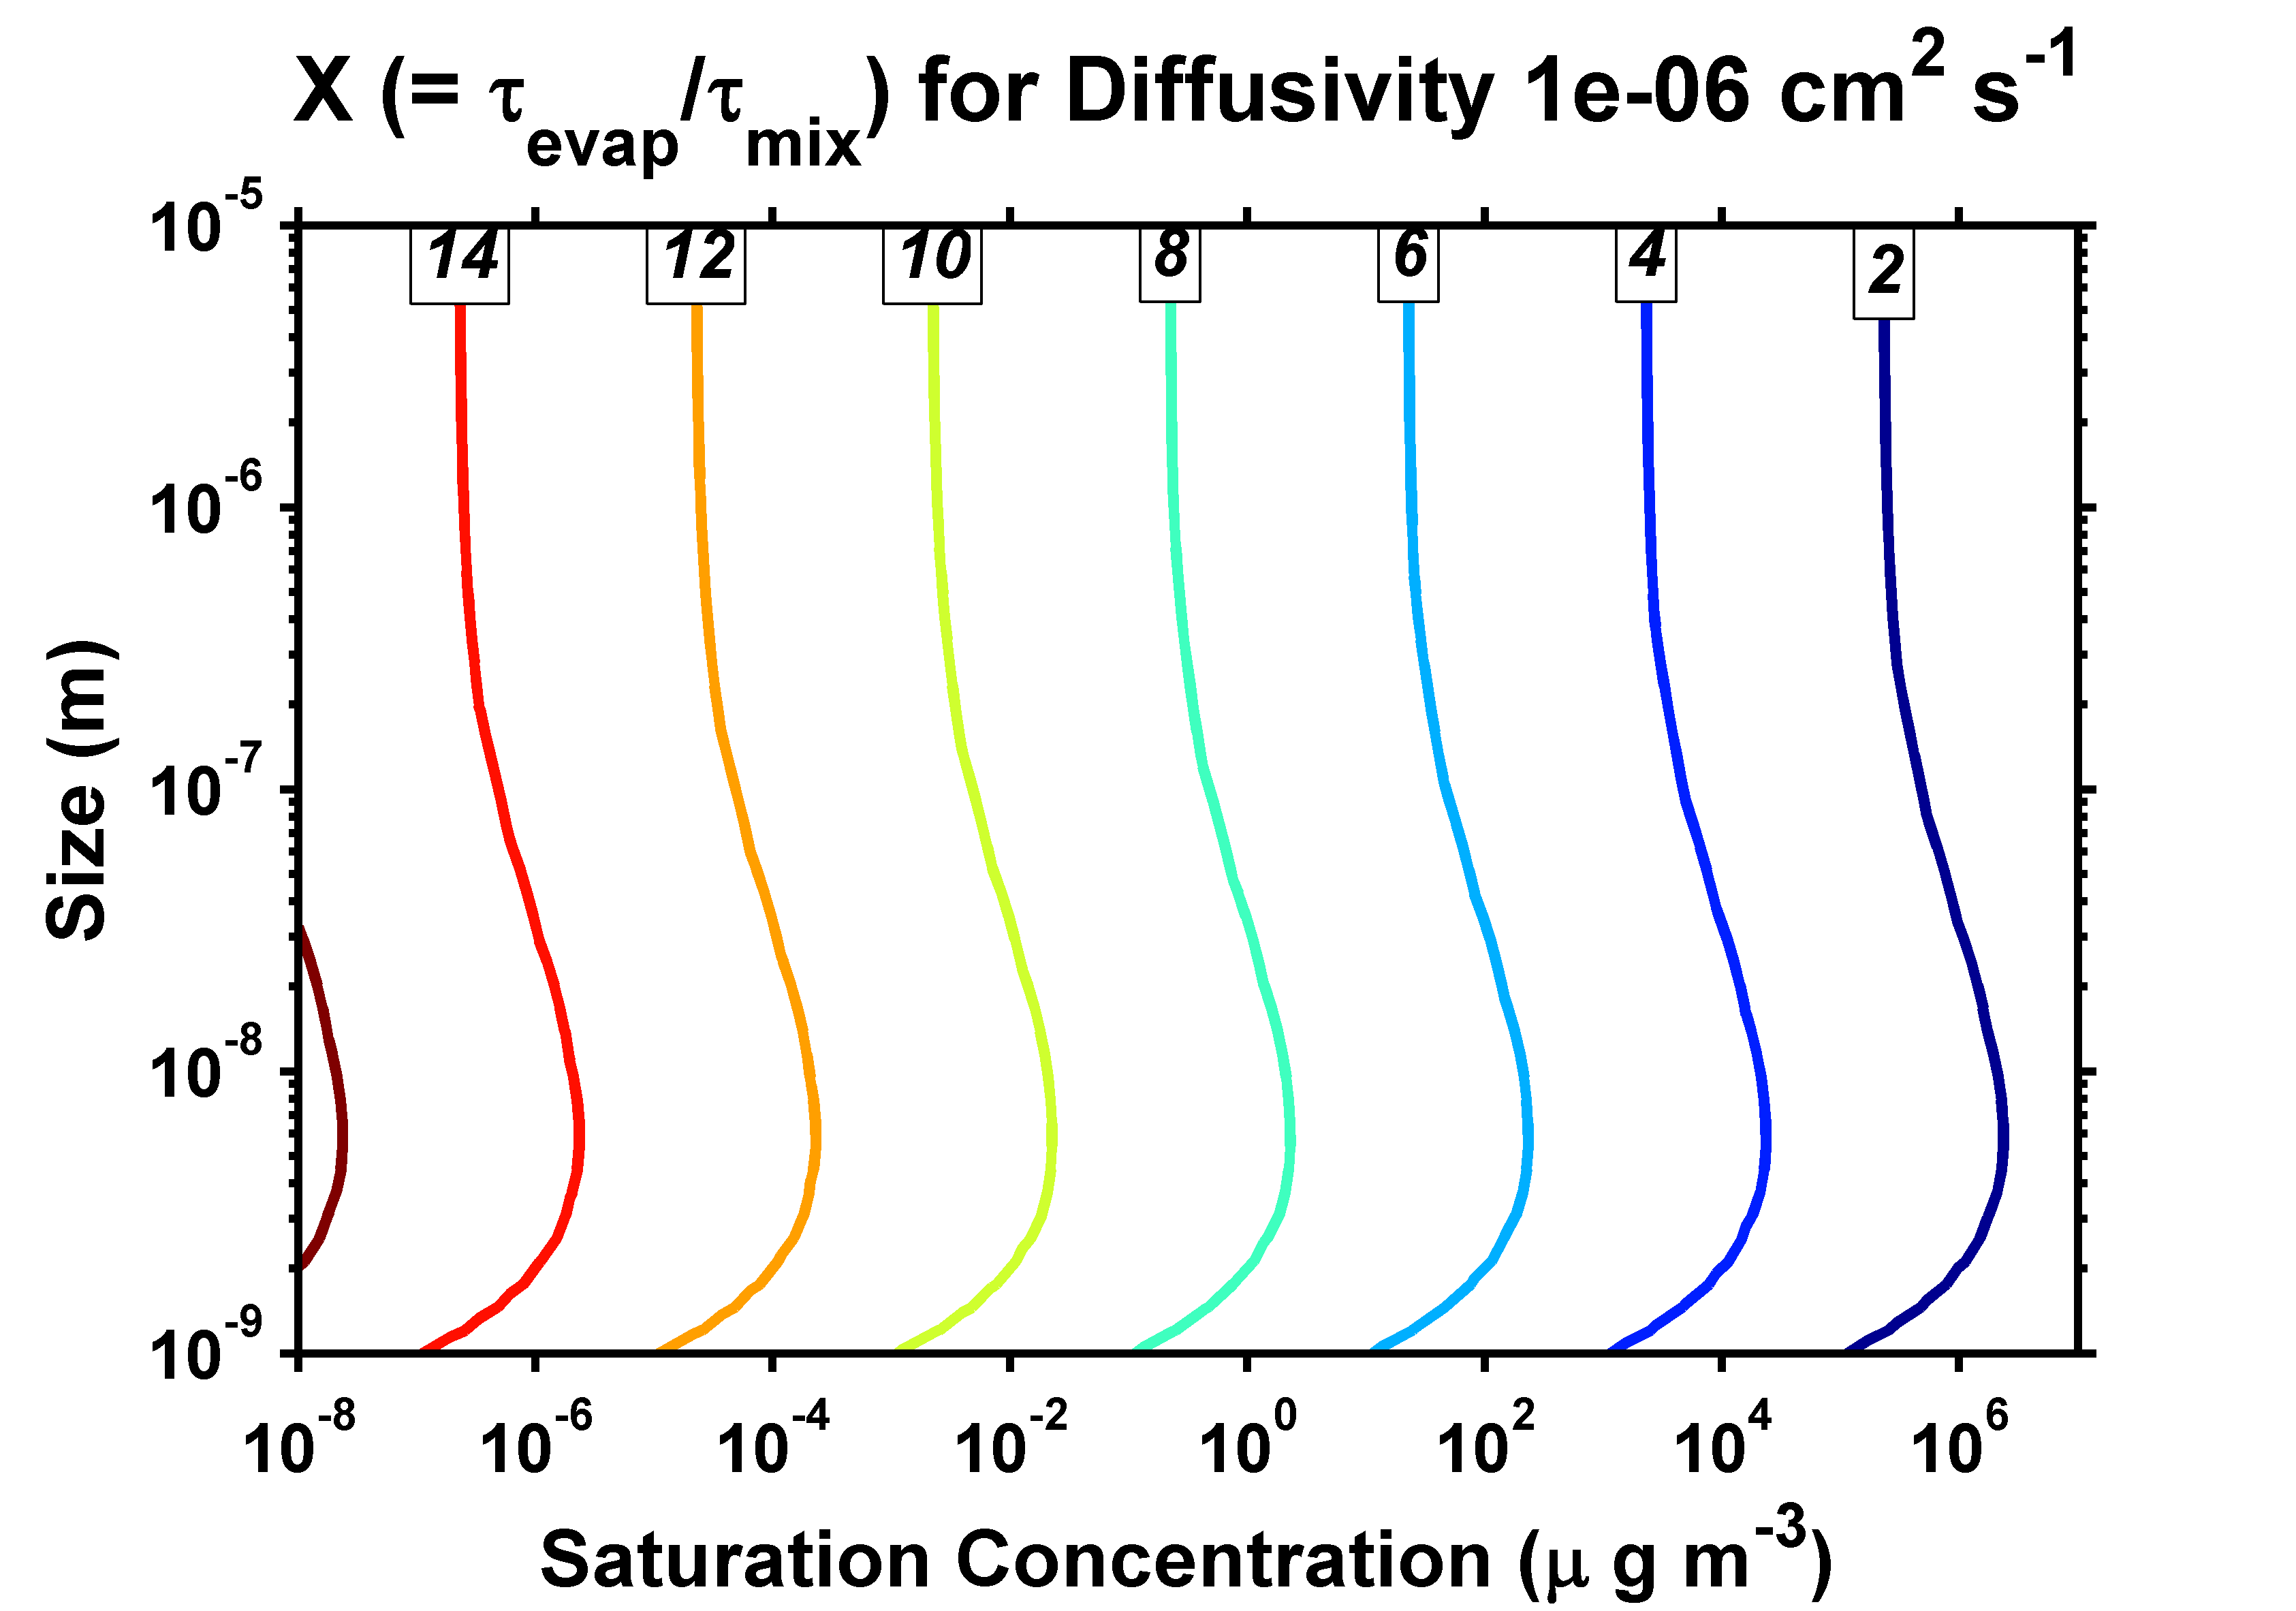 X (= τevap/τmix) for Diffusivity 1e-06 cm² s⁻¹
10⁻⁵
14 12 10 8 6 4 2
10⁻⁶
Size (m)
10⁻⁷
10⁻⁸
10⁻⁹
10⁻⁸ 10⁻⁶ 10⁻⁴ 10⁻² 10⁰ 10² 10⁴ 10⁶
Saturation Concentration (μ g m⁻³)